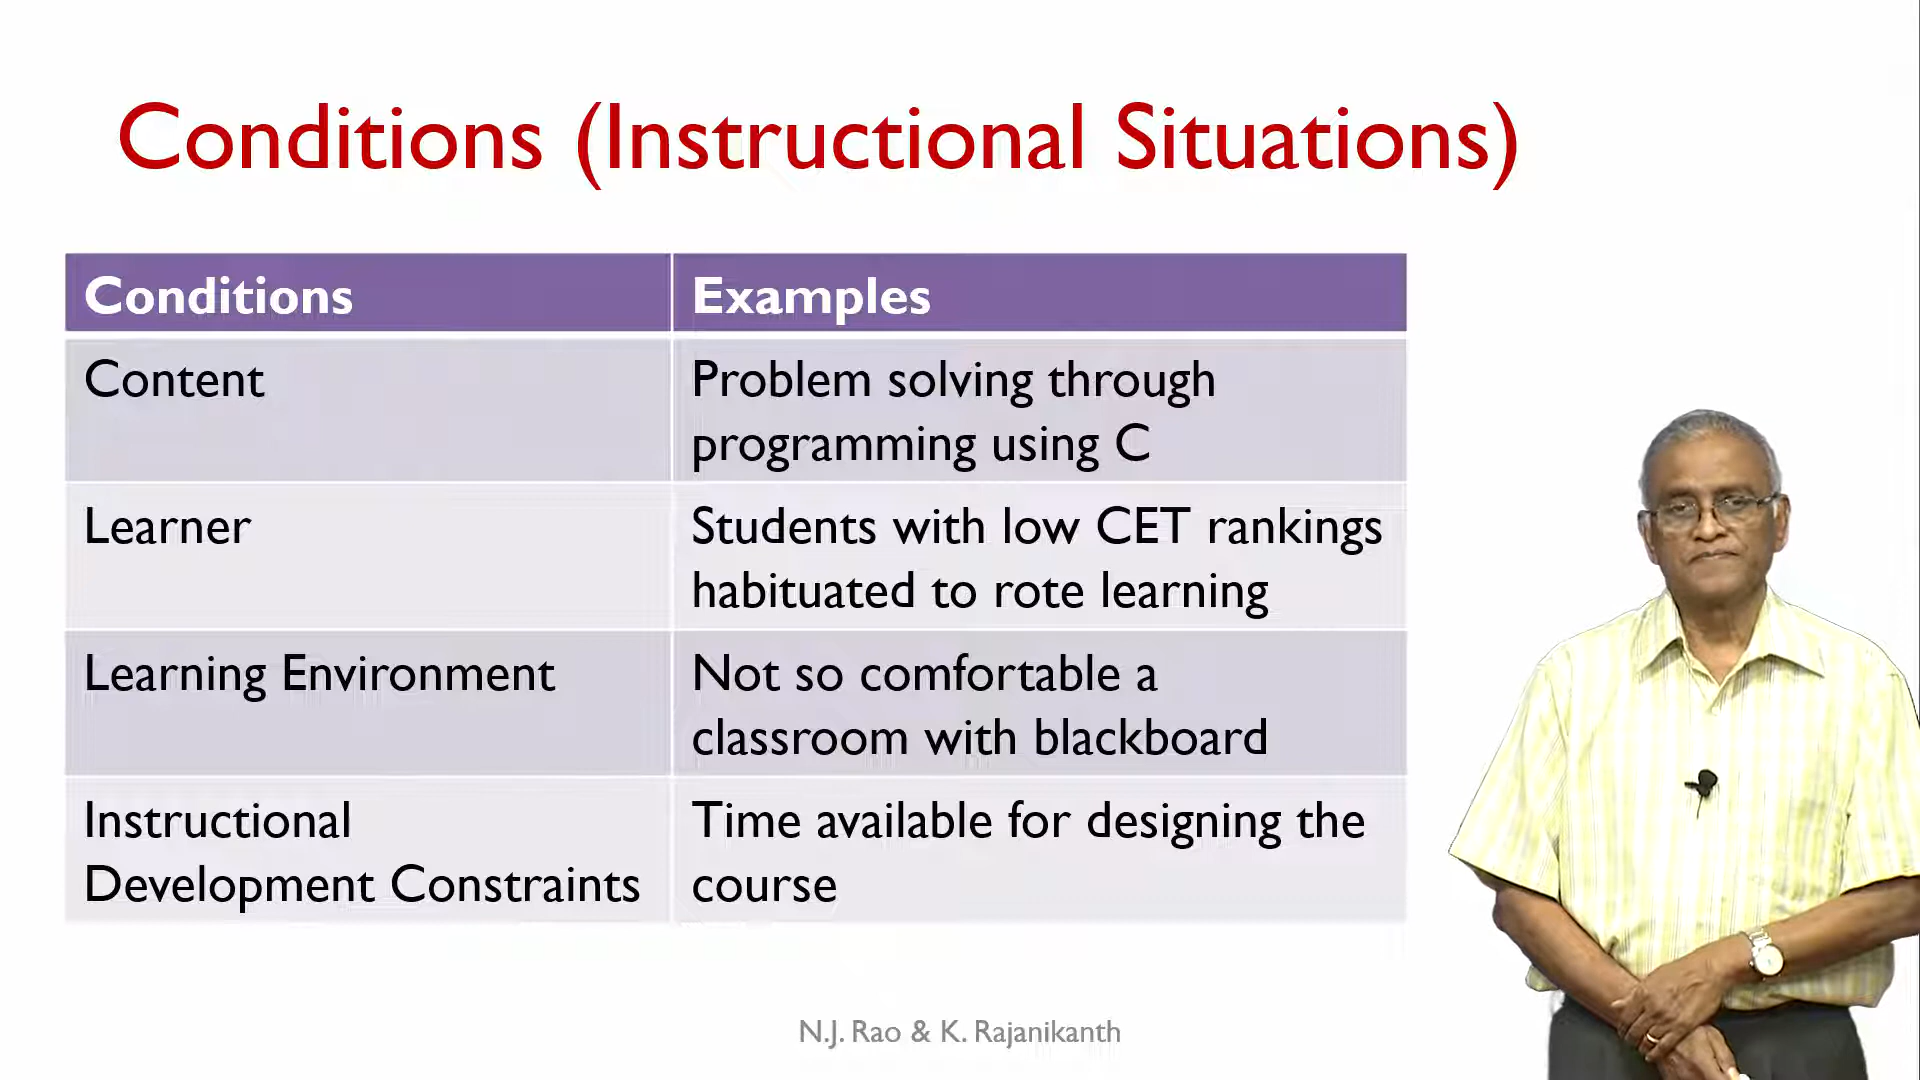 Conditions (Instructional Situations)
Conditions
Examples
Content
Problem solving through
programming using C
Learner
Students with low CET rankings
habituated to rote learning
Learning Environment
Not so comfortable a
classroom with blackboard
Instructional
Development Constraints
Time available for designing the
course
N.J. Rao & K. Rajanikanth